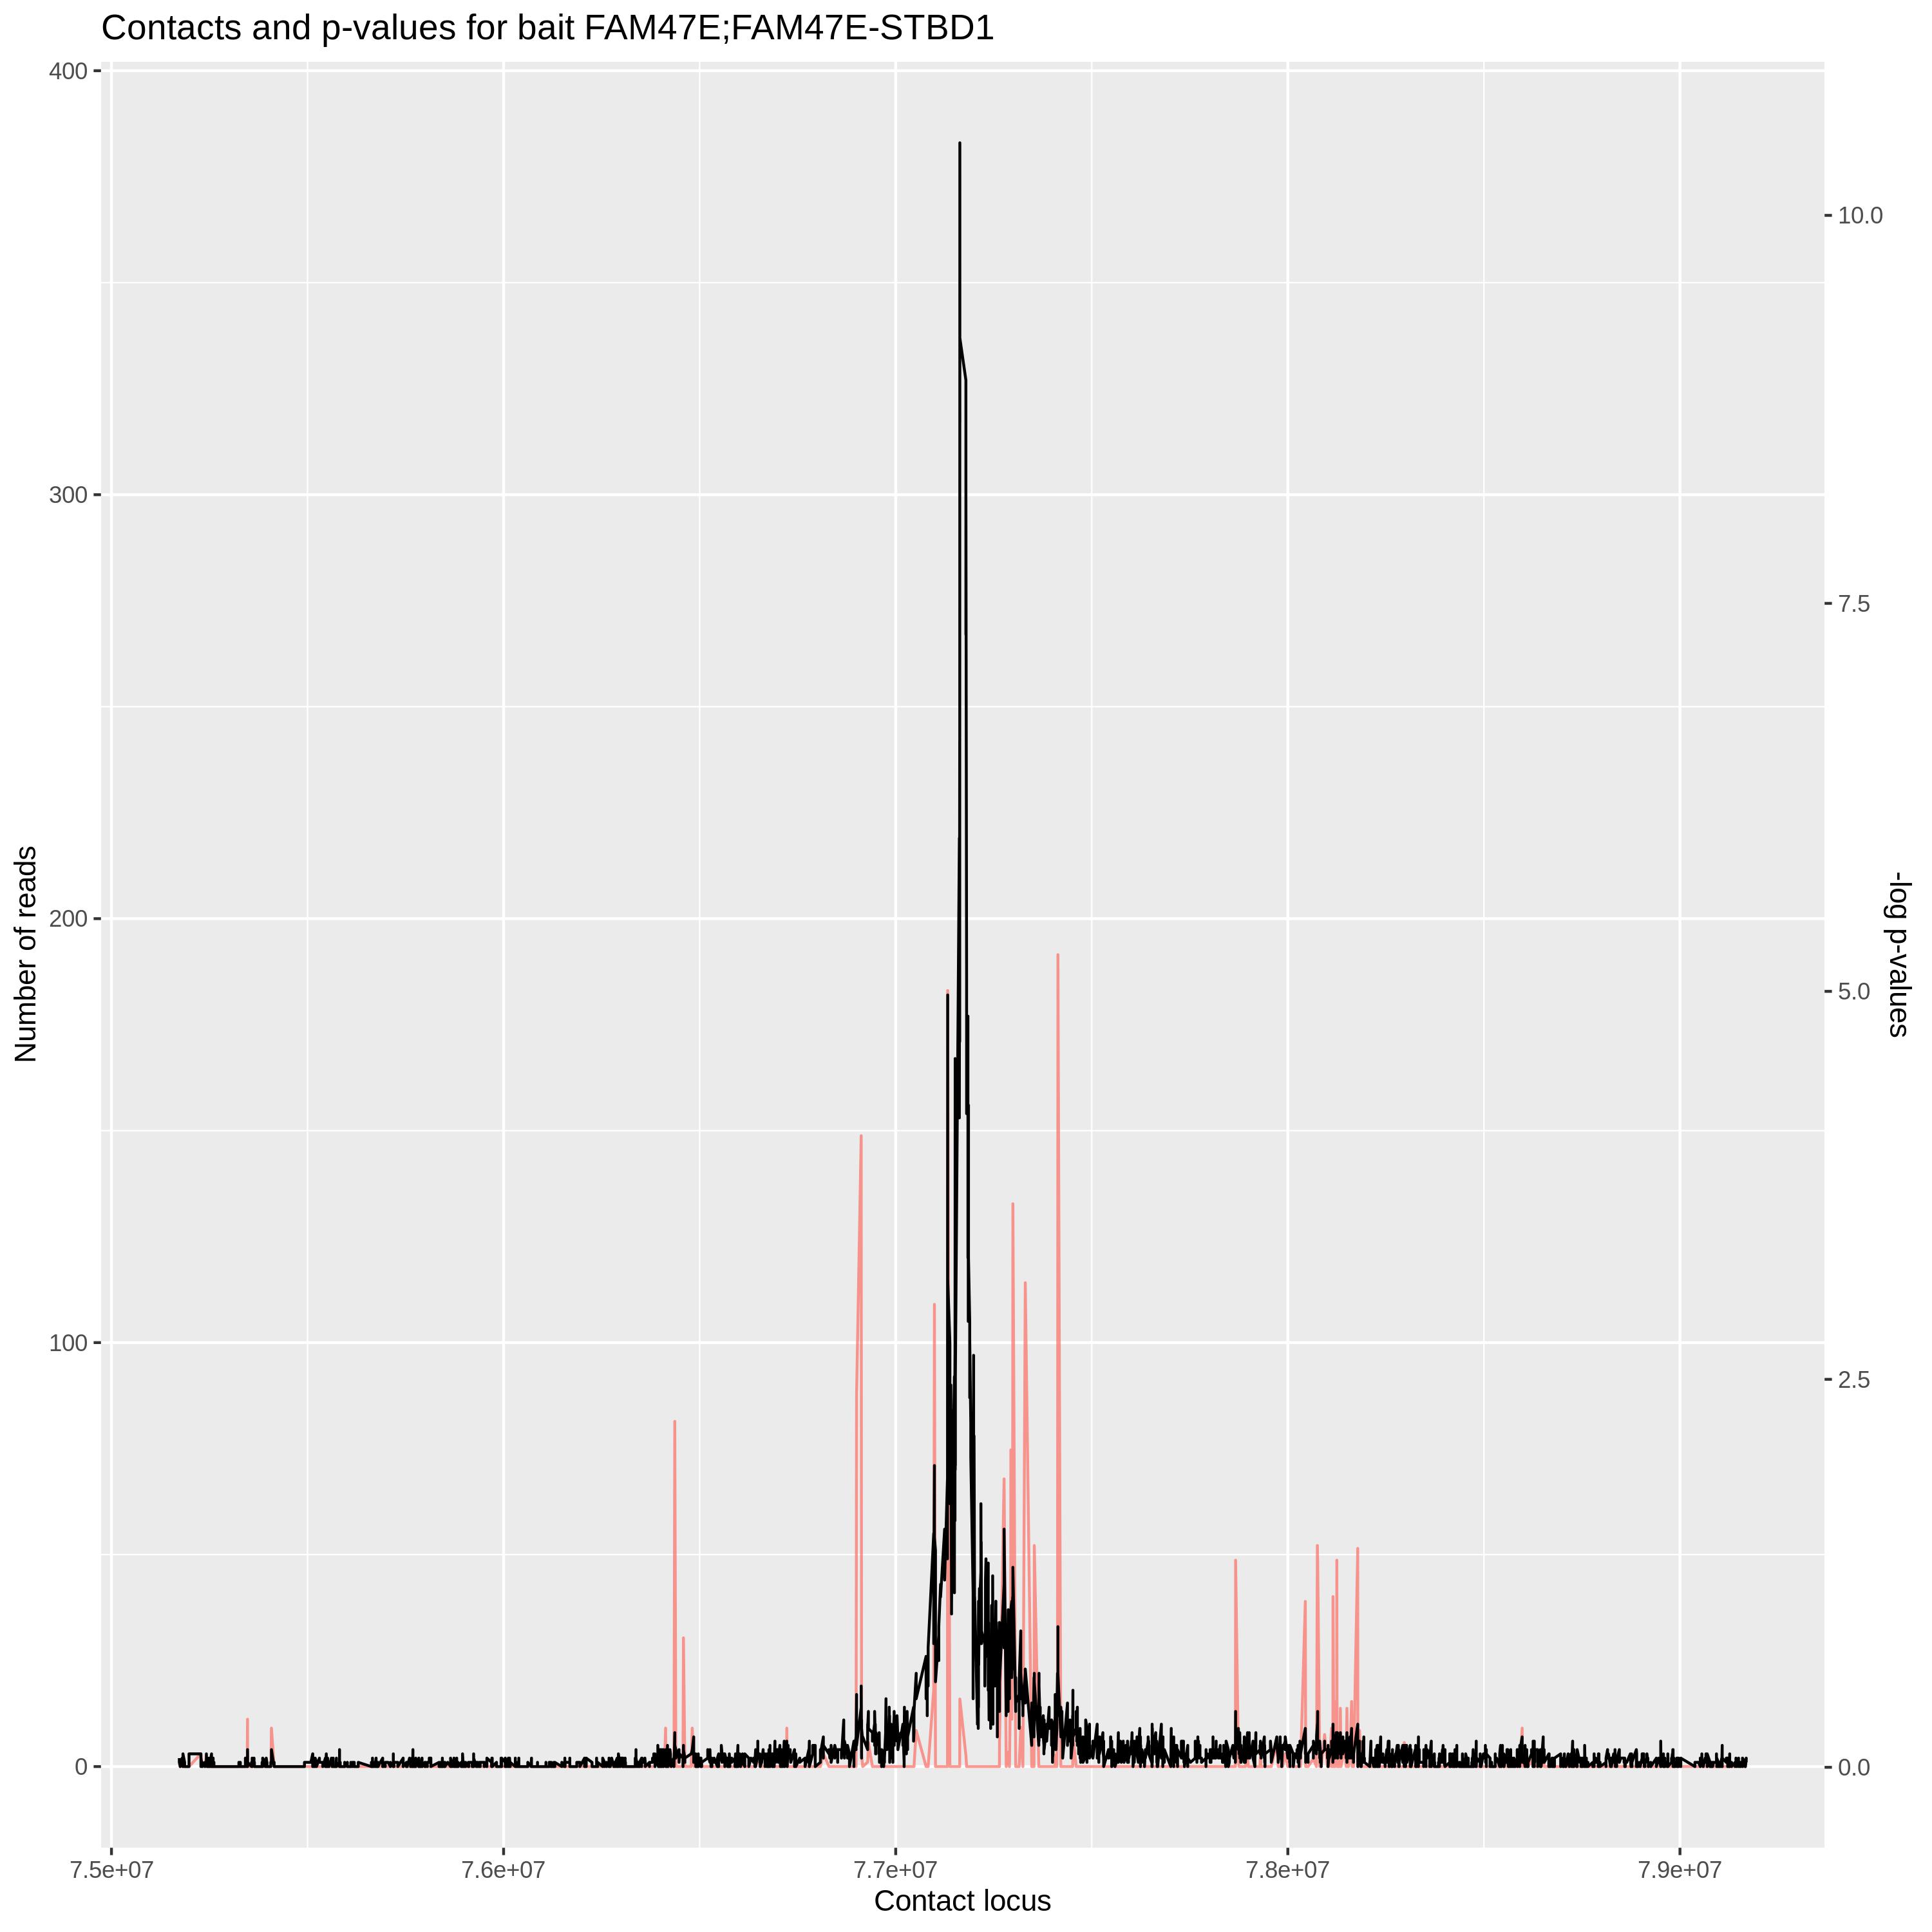 Contacts and p-values for bait FAM47E;FAM47E-STBD1
400
300
200
100
0
Number of reads
10.0
7.5
5.0
2.5
0.0
-log p-values
7.5e+07
7.6e+07
7.7e+07
7.8e+07
7.9e+07
Contact locus